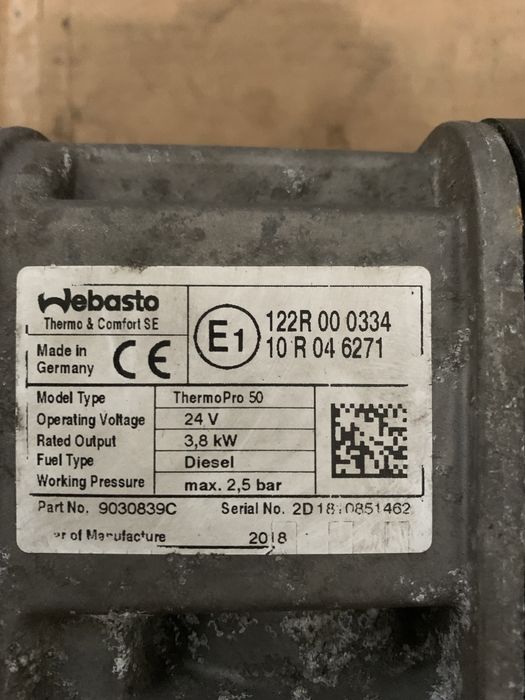 Webasto
Thermo & Comfort SE
Made in
Germany
CE
E1
122R 00 0334
10 R 04 6271
Model Type ThermoPro 50
Operating Voltage 24 V
Rated Output 3,8 kW
Fuel Type Diesel
Working Pressure max. 2,5 bar
Part No. 9030839C Serial No.
of Manufacture 2018